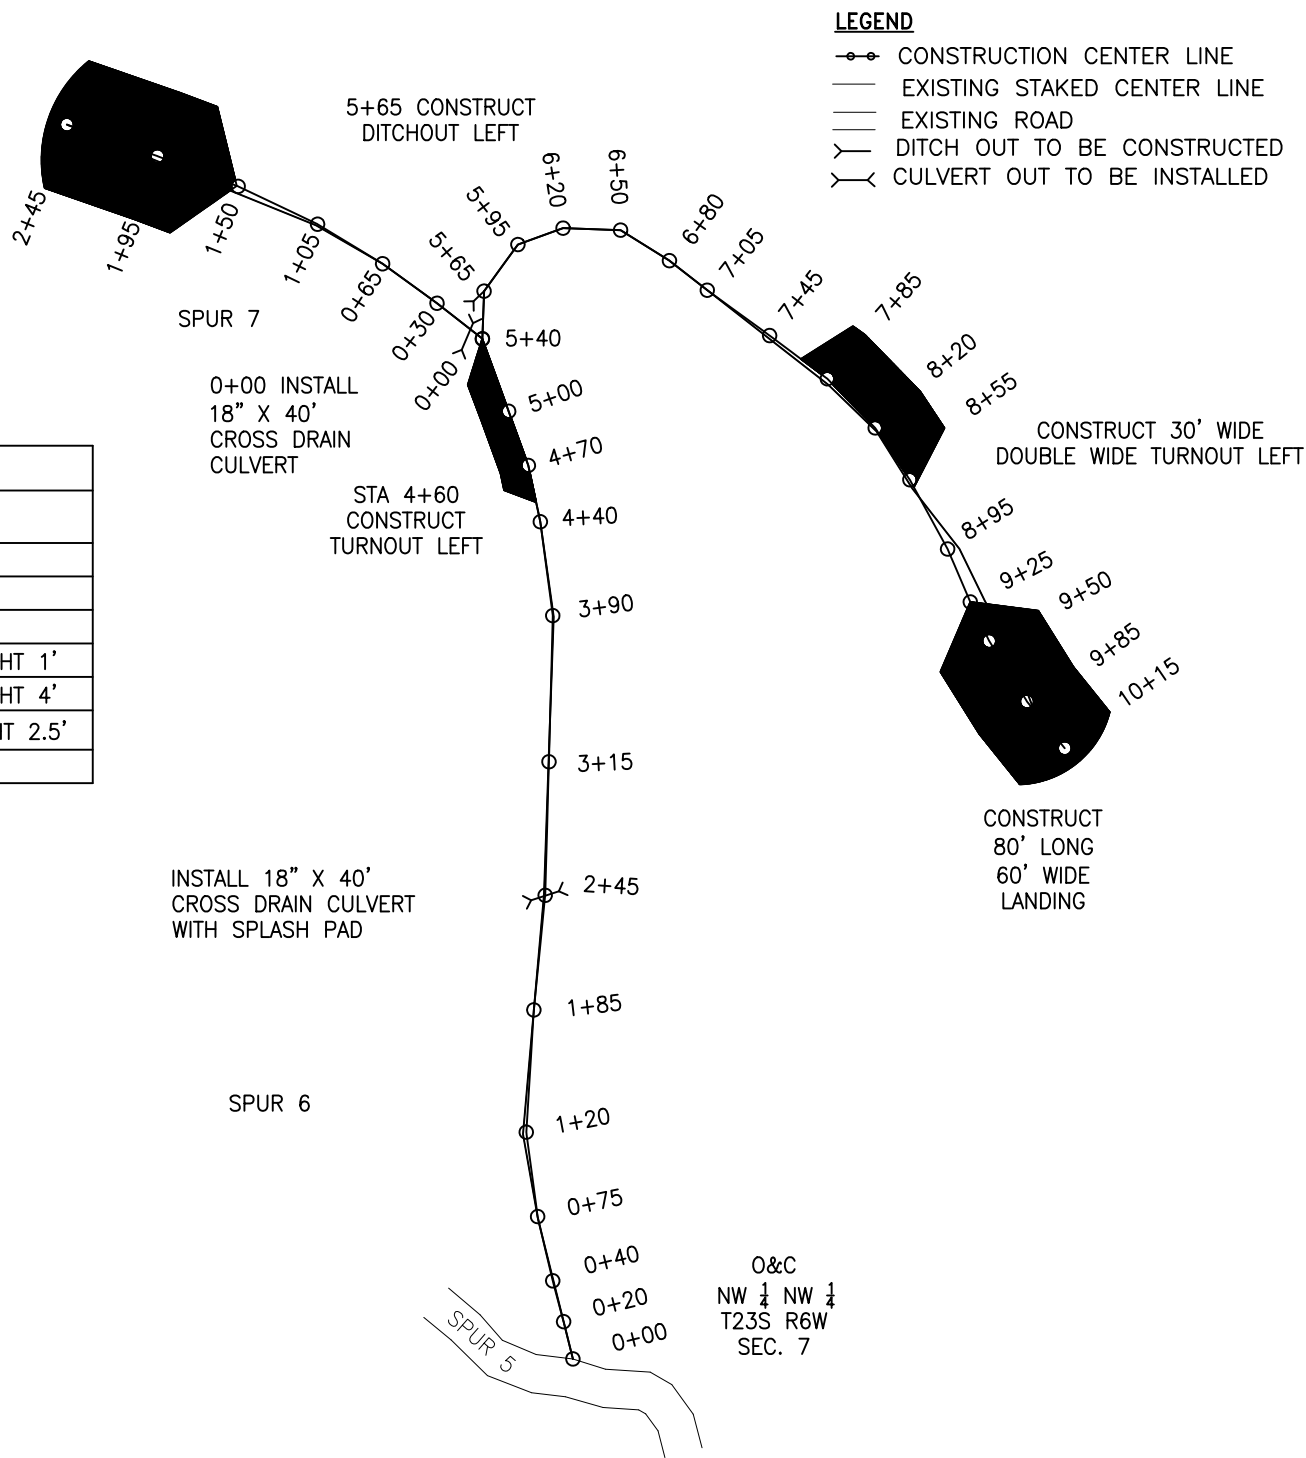 LEGEND
CONSTRUCTION CENTER LINE
EXISTING STAKED CENTER LINE
EXISTING ROAD
DITCH OUT TO BE CONSTRUCTED
CULVERT OUT TO BE INSTALLED
5+65 CONSTRUCT
DITCHOUT LEFT
2+45
1+95
1+50
1+05
0+65
0+30
0+00
SPUR 7
0+00 INSTALL
18" X 40'
CROSS DRAIN
CULVERT
5+65
5+95
6+20
6+50
6+80
7+05
7+45
7+85
8+20
8+55
CONSTRUCT 30' WIDE
DOUBLE WIDE TURNOUT LEFT
8+95
9+25
9+50
9+85
10+15
CONSTRUCT
80' LONG
60' WIDE
LANDING
5+40
5+00
4+70
4+40
STA 4+60
CONSTRUCT
TURNOUT LEFT
3+90
3+15
2+45
INSTALL 18" X 40'
CROSS DRAIN CULVERT
WITH SPLASH PAD
1+85
1+20
SPUR 6
0+75
0+40
0+20
0+00
SPUR 5
O&C
NW 1/4 NW 1/4
T23S R6W
SEC. 7
HT 1'
HT 4'
HT 2.5'